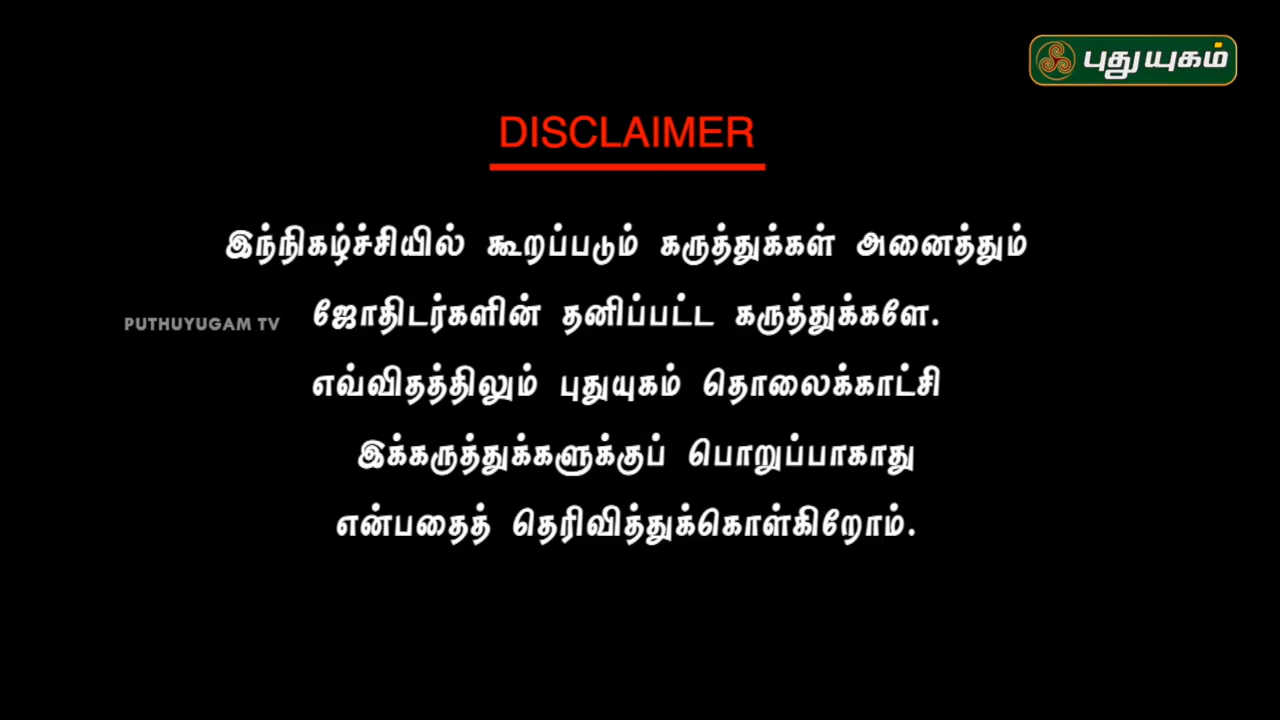 புதுயுகம்
DISCLAIMER
இந்நிகழ்ச்சியில் கூறப்படும் கருத்துக்கள் அனைத்தும்
PUTHUYUGAM TV
ஜோதிடர்களின் தனிப்பட்ட கருத்துக்களே.
எவ்விதத்திலும் புதுயுகம் தொலைக்காட்சி
இக்கருத்துக்களுக்குப் பொறுப்பாகாது
என்பதைத் தெரிவித்துக்கொள்கிறோம்.